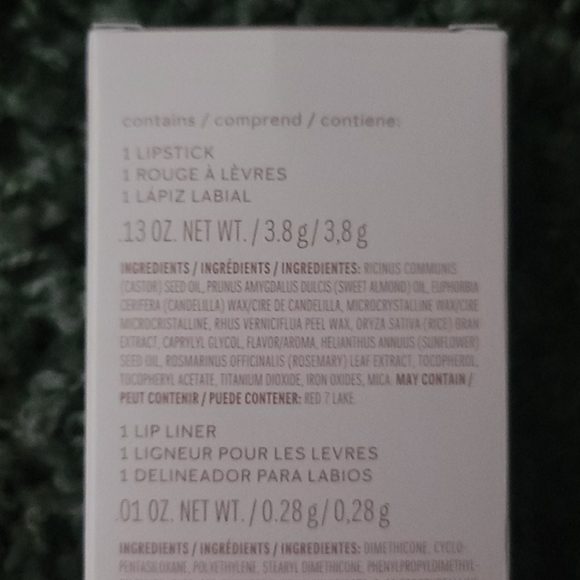 contains / comprend / contiene:
1 LIPSTICK
1 ROUGE À LÈVRES
1 LÁPIZ LABIAL
.13 OZ. NET WT. / 3.8 g / 3,8 g
INGREDIENTS / INGRÉDIENTS / INGREDIENTES: RICINUS COMMUNIS
(CASTOR) SEED OIL, PRUNUS AMYGDALUS DULCIS (SWEET ALMOND) OIL, EUPHORBIA
CERIFERA (CANDELILLA) WAX/CIRE DE CANDELILLA, MICROCRYSTALLINE WAX/CIRE
MICROCRISTALLINE, RHUS VERNICIFLUA PEEL WAX, ORYZA SATIVA (RICE) BRAN
EXTRACT, CAPRYLYL GLYCOL, FLAVOR/AROMA, HELIANTHUS ANNUUS (SUNFLOWER)
SEED OIL, ROSMARINUS OFFICINALIS (ROSEMARY) LEAF EXTRACT, TOCOPHEROL,
TOCOPHERYL ACETATE, TITANIUM DIOXIDE, IRON OXIDES, MICA. MAY CONTAIN /
PEUT CONTENIR / PUEDE CONTENER: RED 7 LAKE.
1 LIP LINER
1 LIGNEUR POUR LES LEVRES
1 DELINEADOR PARA LABIOS
.01 OZ. NET WT. / 0.28 g / 0,28 g
INGREDIENTS / INGRÉDIENTS / INGREDIENTES: DIMETHICONE, CYCLO-
PENTASILOXANE, POLYETHYLENE, STEARYL DIMETHICONE, PHENYLPROPYLDIMETHYL-